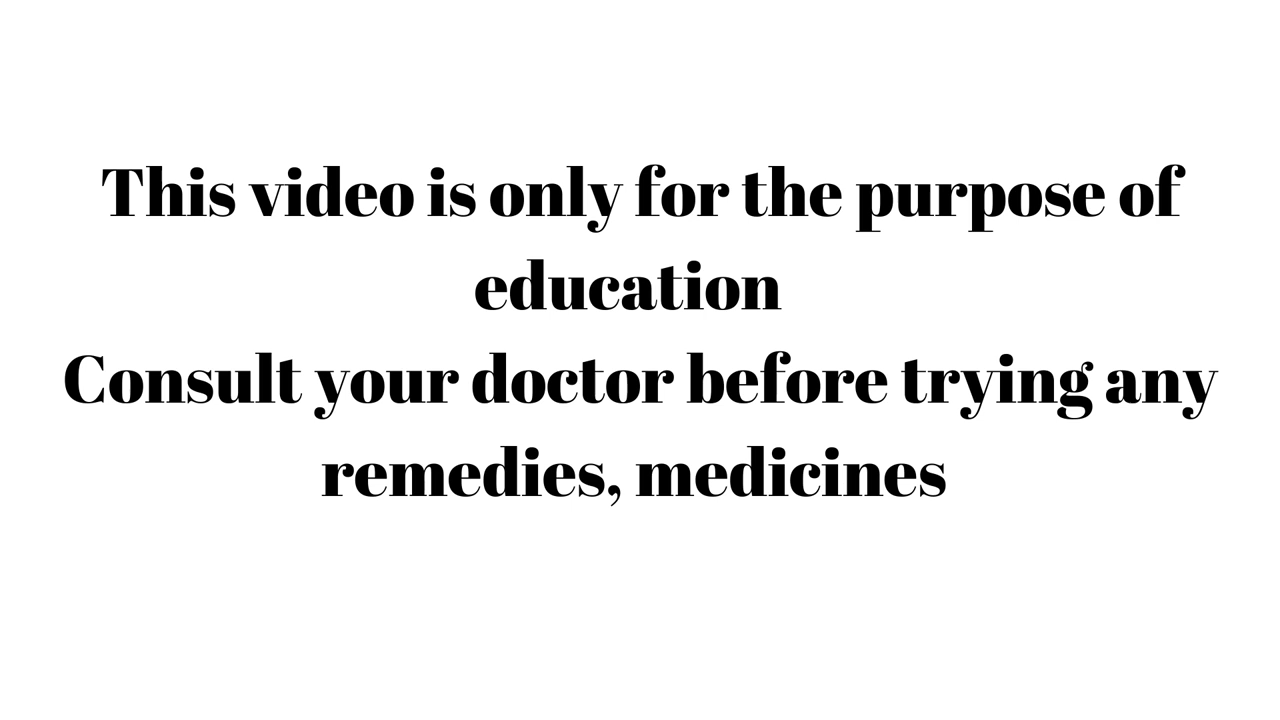 This video is only for the purpose of
education
Consult your doctor before trying any
remedies, medicines